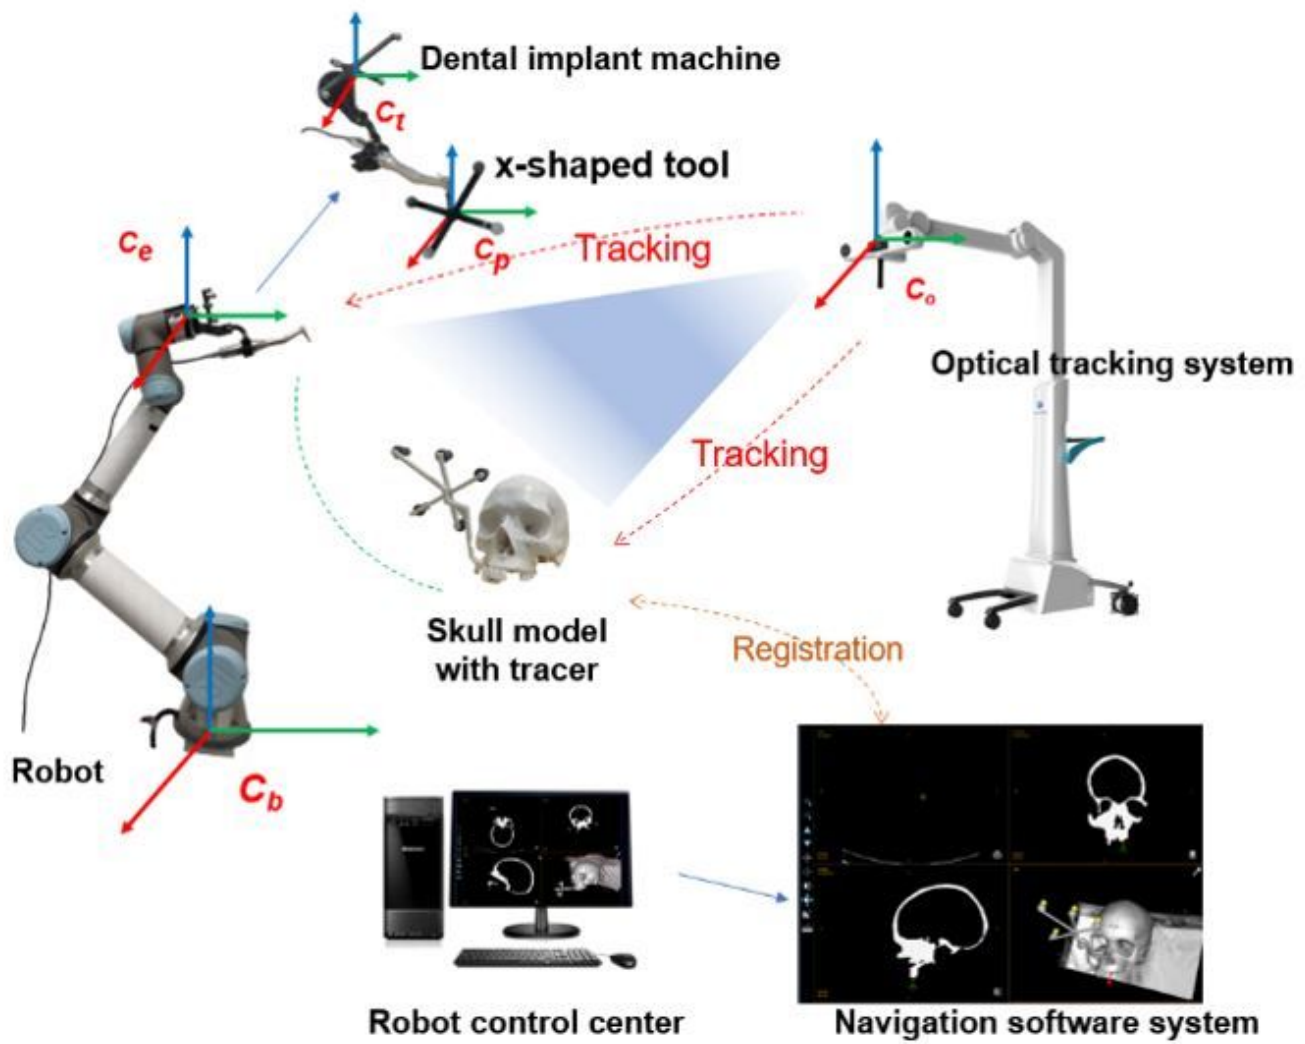 Dental implant machine
Ct
x-shaped tool
Ce
Cp
Tracking
Co
Optical tracking system
Tracking
Skull model
with tracer
Registration
Robot
Cb
Robot control center
Navigation software system